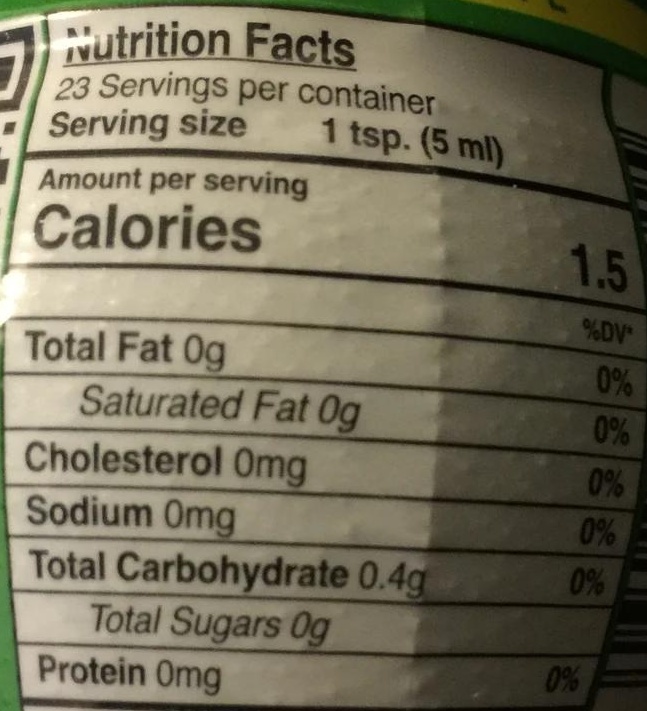 Nutrition Facts
23 Servings per container
Serving size 1 tsp. (5 ml)
Amount per serving
Calories 1.5
%DV*
Total Fat 0g 0%
Saturated Fat 0g 0%
Cholesterol 0mg 0%
Sodium 0mg 0%
Total Carbohydrate 0.4g 0%
Total Sugars 0g
Protein 0mg 0%